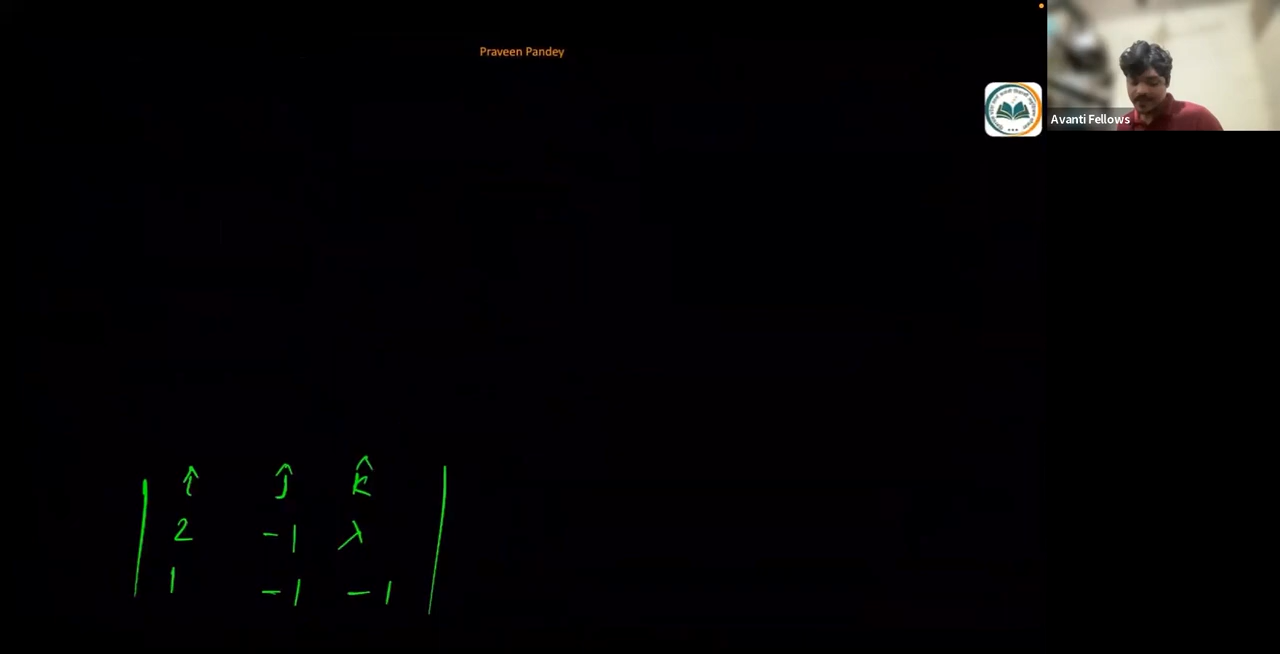 Praveen Pandey
Avanti Fellows
î ĵ k̂
2 -1 λ
1 -1 -1